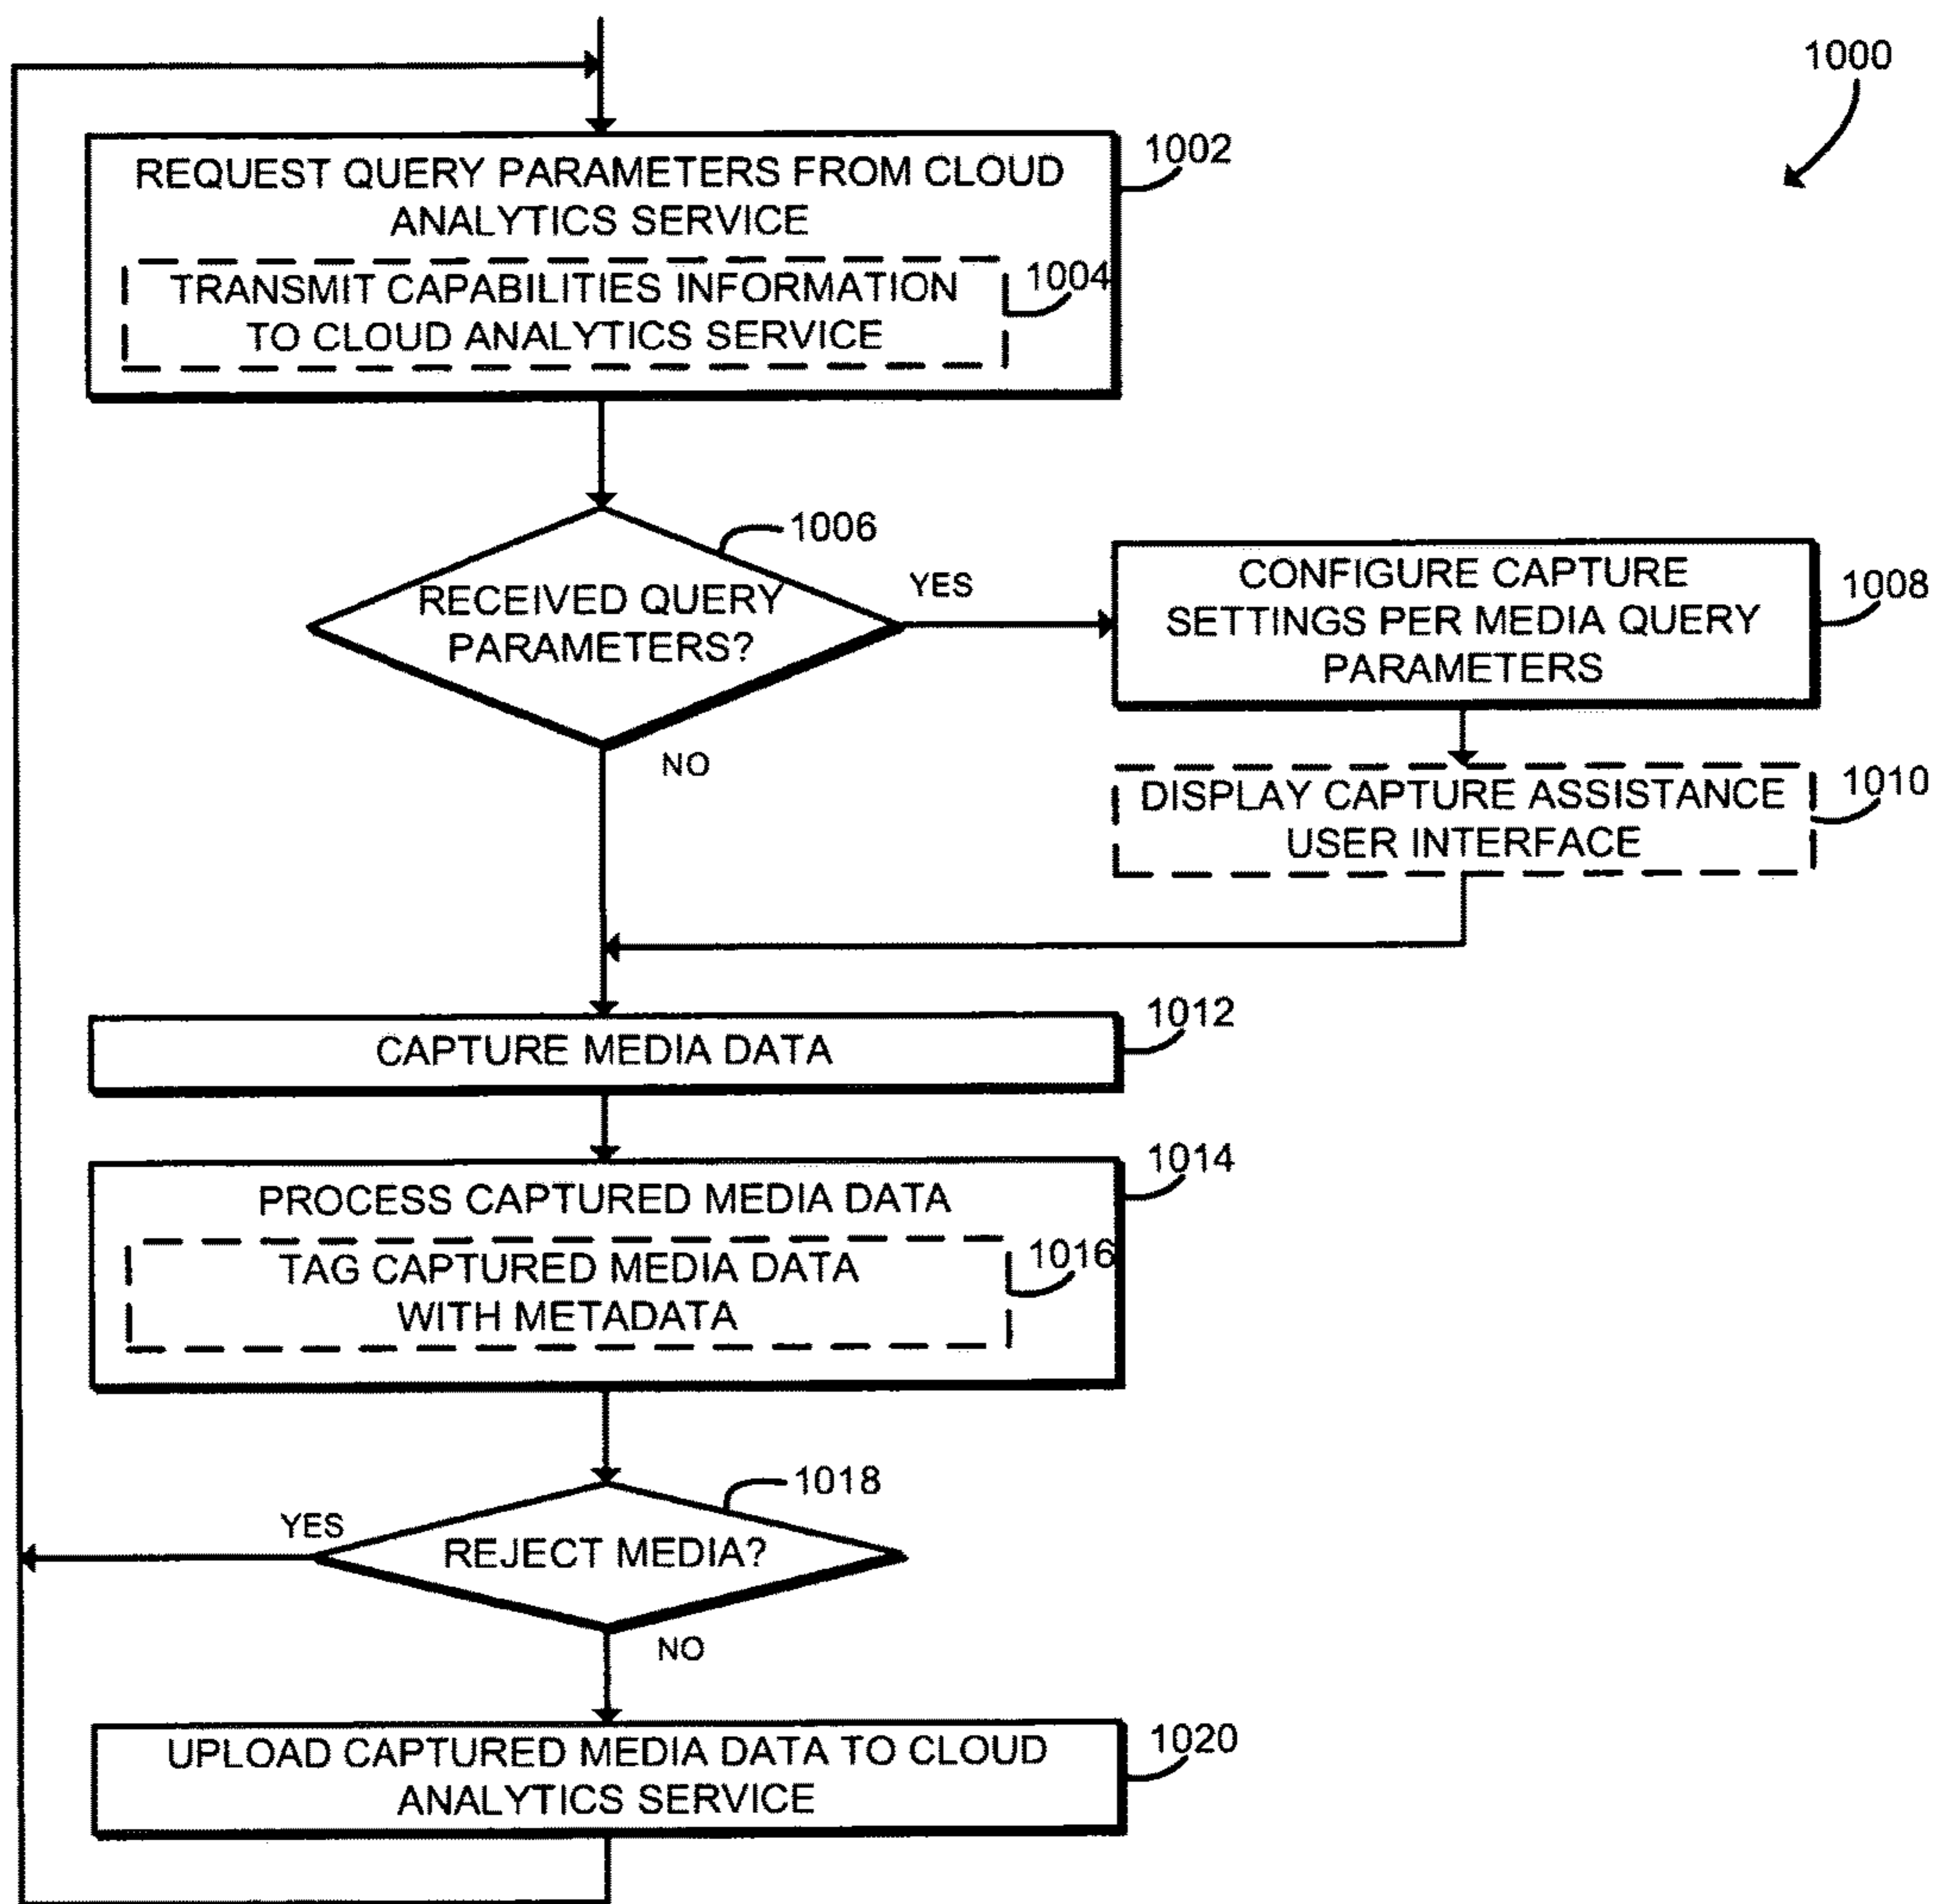 1000
REQUEST QUERY PARAMETERS FROM CLOUD
ANALYTICS SERVICE
1002
TRANSMIT CAPABILITIES INFORMATION
TO CLOUD ANALYTICS SERVICE
1004
1006
RECEIVED QUERY
PARAMETERS?
YES
NO
CONFIGURE CAPTURE
SETTINGS PER MEDIA QUERY
PARAMETERS
1008
DISPLAY CAPTURE ASSISTANCE
USER INTERFACE
1010
CAPTURE MEDIA DATA
1012
PROCESS CAPTURED MEDIA DATA
1014
TAG CAPTURED MEDIA DATA
WITH METADATA
1016
1018
YES
REJECT MEDIA?
NO
UPLOAD CAPTURED MEDIA DATA TO CLOUD
ANALYTICS SERVICE
1020